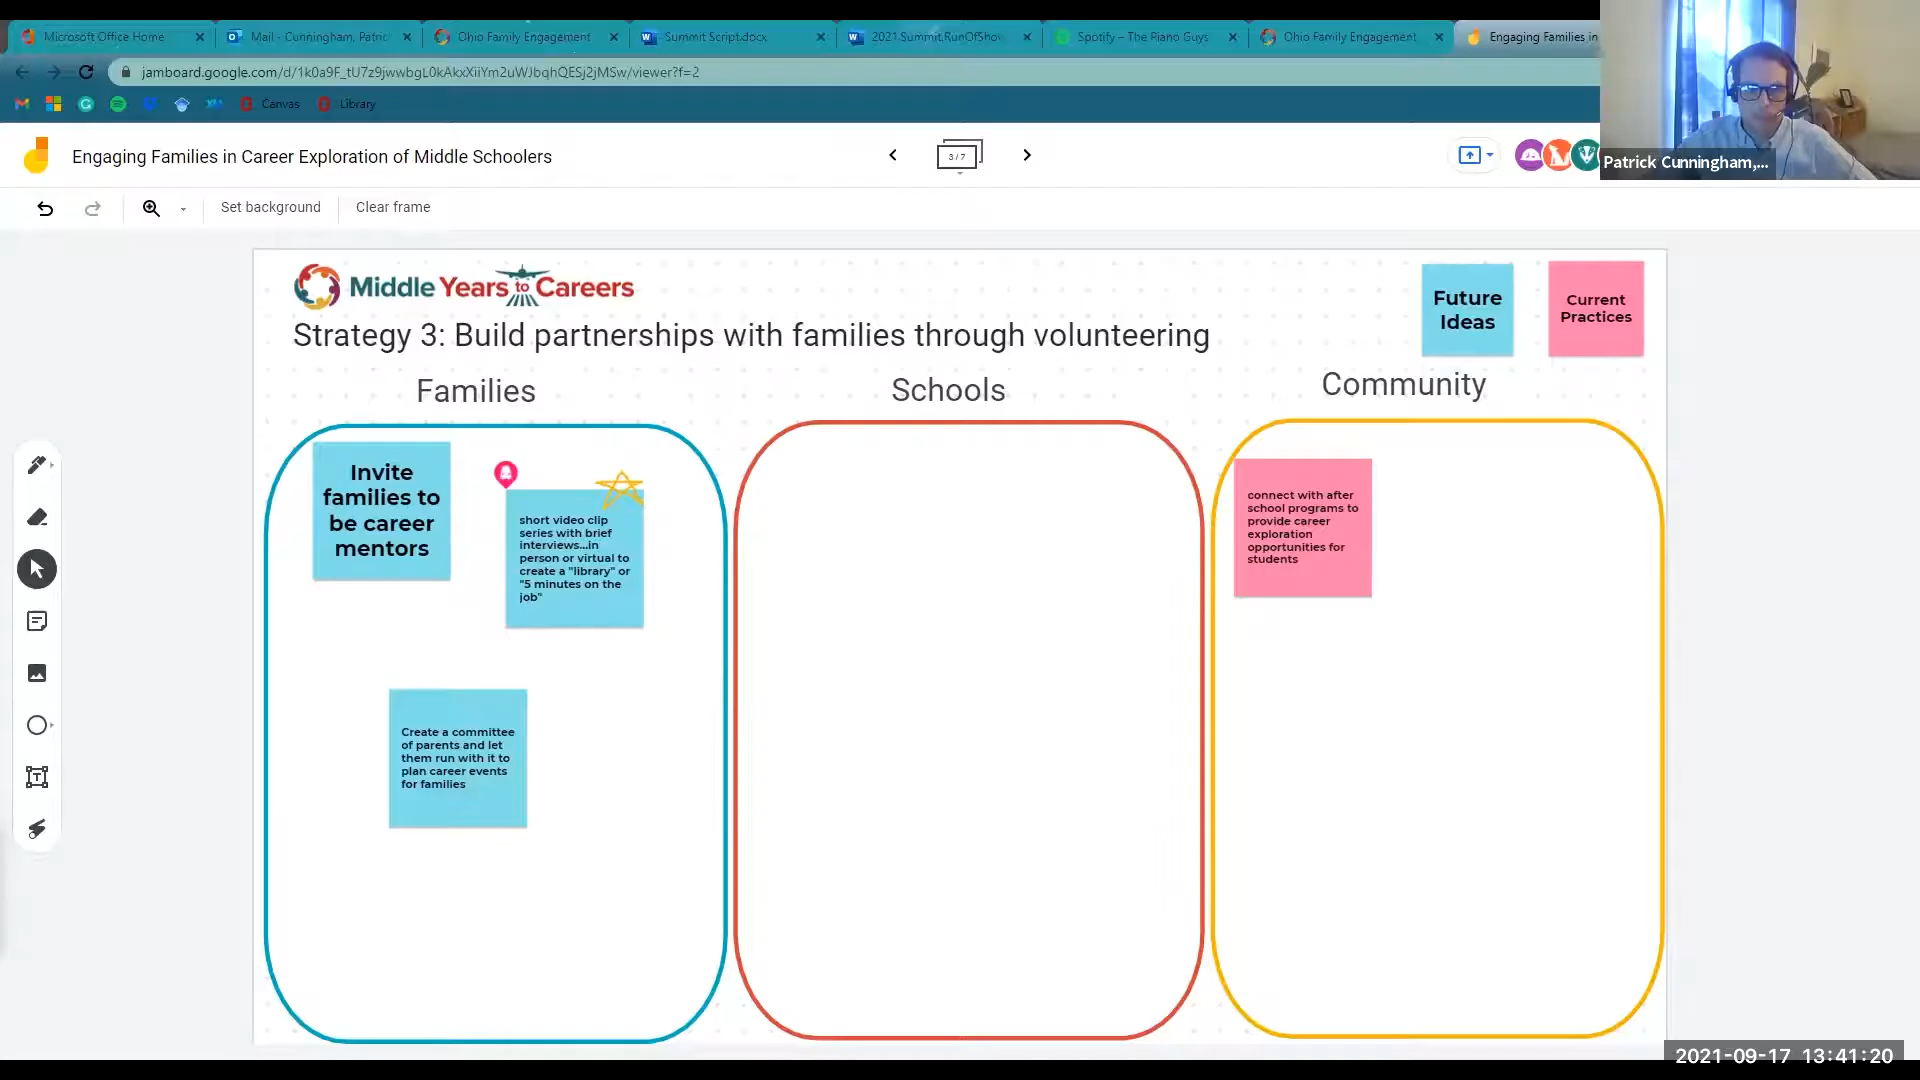 Microsoft Office Home
Mail - Cunningham, Patric
Ohio Family Engagement
Summit Script.docx
2021.Summit.RunOfSho
Spotify – The Piano Guys
Ohio Family Engagement
Engaging Families in
jamboard.google.com/d/1k0a9F_tU7z9jwwbgL0kAkxXiiYm2uWJbqhQESj2jMSw/viewer?f=2
Canvas
Library
Patrick Cunningham,...
Engaging Families in Career Exploration of Middle Schoolers
3 / 7
Set background
Clear frame
Middle Years to Careers
Strategy 3: Build partnerships with families through volunteering
Future
Ideas
Current
Practices
Families
Schools
Community
Invite
families to
be career
mentors
short video clip
series with brief
interviews...in
person or virtual to
create a "library" or
"5 minutes on the
job"
Create a committee
of parents and let
them run with it to
plan career events
for families
connect with after
school programs to
provide career
exploration
opportunities for
students
2021-09-17 13:41:20